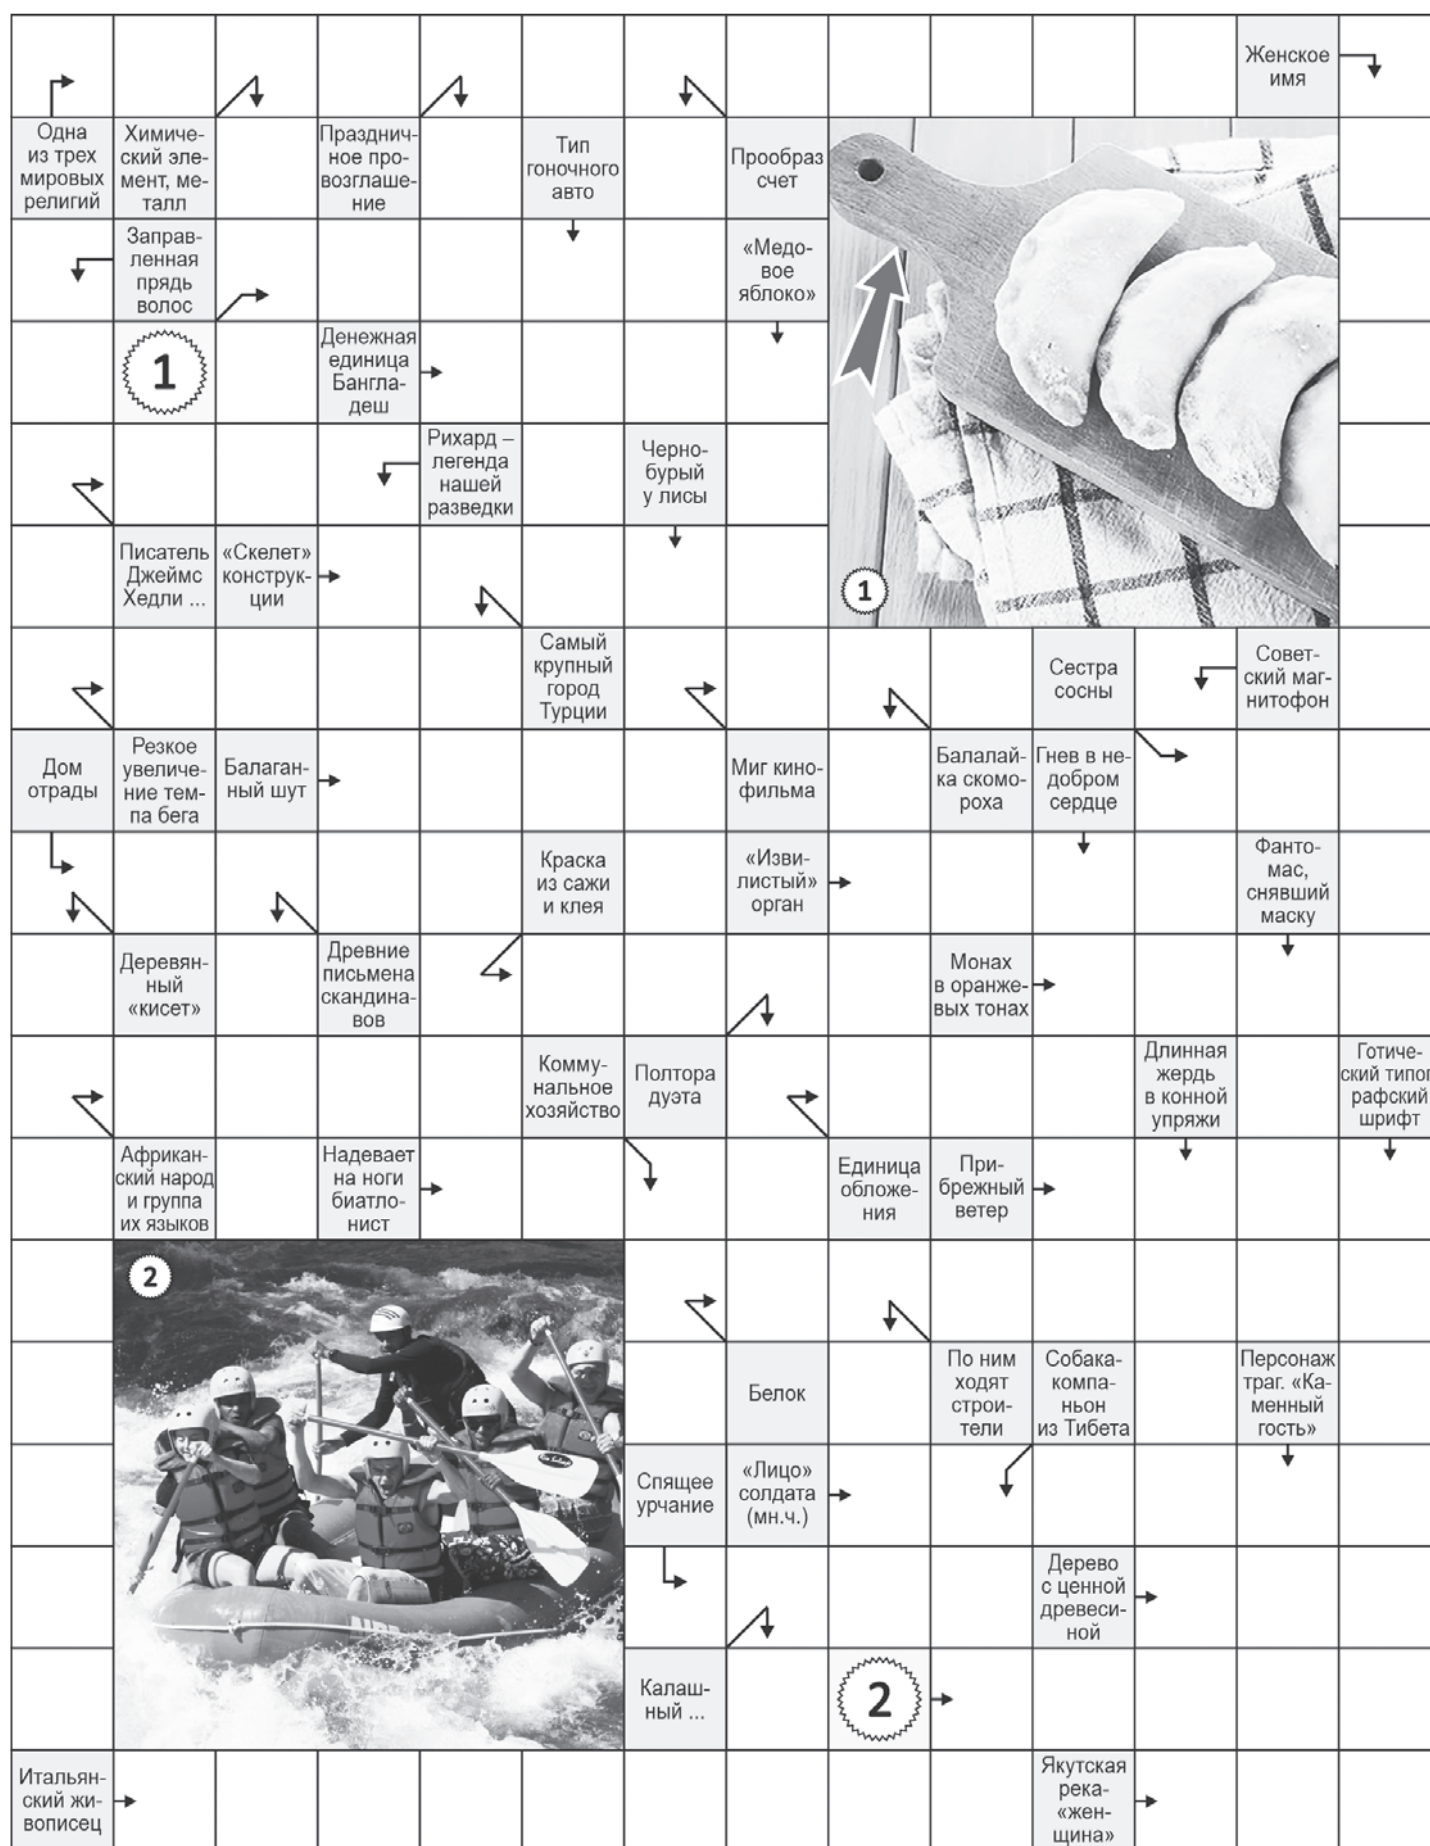 Женское
имя
Одна
из трех
мировых
религий
Химиче-
ский эле-
мент, ме-
талл
Празднич-
ное про-
возглаше-
ние
Тип
гоночного
авто
Прообраз
счет
Заправ-
ленная
прядь
волос
«Медо-
вое
яблоко»
1
Денежная
единица
Бангла-
деш
Рихард –
легенда
нашей
разведки
Черно-
бурый
у лисы
1
Писатель
Джеймс
Хедли ...
«Скелет»
конструк-
ции
Самый
крупный
город
Турции
Сестра
сосны
Совет-
ский маг-
нитофон
Дом
отрады
Резкое
увеличе-
ние тем-
па бега
Балаган-
ный шут
Миг кино-
фильма
Балалай-
ка скомо-
роха
Гнев в не-
добром
сердце
Краска
из сажи
и клея
«Изви-
листый»
орган
Фанто-
мас,
снявший
маску
Деревян-
ный
«кисет»
Древние
письмена
скандина-
вов
Монах
в оранже-
вых тонах
Комму-
нальное
хозяйство
Полтора
дуэта
Длинная
жердь
в конной
упряжи
Готиче-
ский типог
рафский
шрифт
Африкан-
ский народ
и группа
их языков
Надевает
на ноги
биатло-
нист
Единица
обложе-
ния
При-
брежный
ветер
2
Белок
По ним
ходят
строи-
тели
Собака-
компа-
ньон
из Тибета
Персонаж
траг. «Ка-
менный
гость»
Спящее
урчание
«Лицо»
солдата
(мн.ч.)
Дерево
с ценной
древеси-
ной
Калаш-
ный ...
2
Итальян-
ский жи-
вописец
Якутская
река-
«жен-
щина»